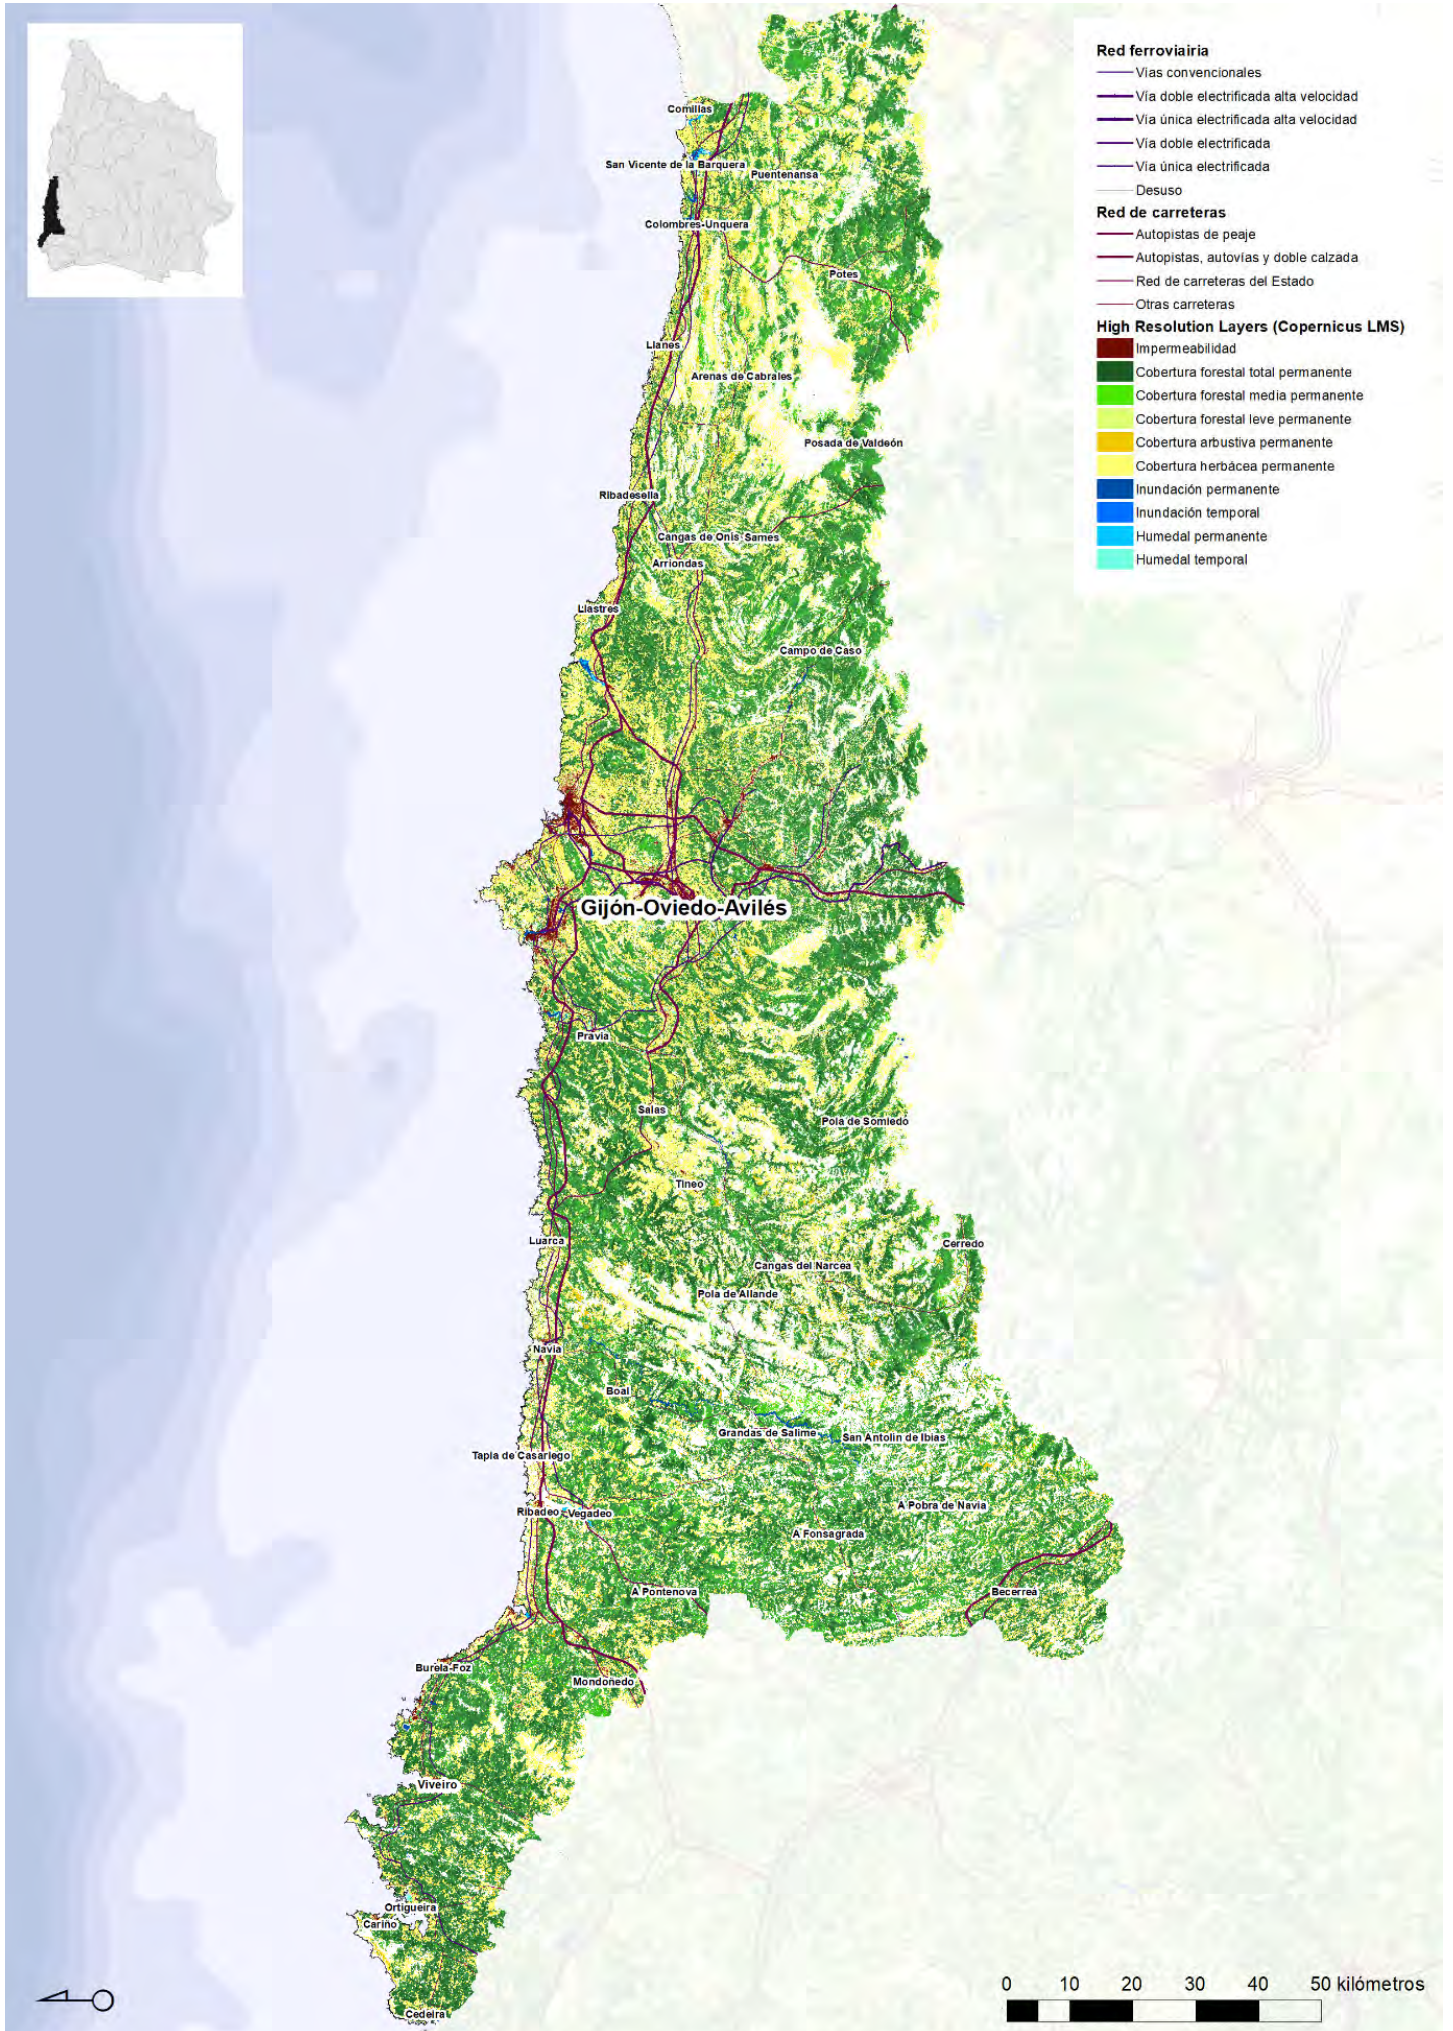 Red ferroviairia
Vías convencionales
Vía doble electrificada alta velocidad
Vía única electrificada alta velocidad
Vía doble electrificada
Vía única electrificada
Desuso
Red de carreteras
Autopistas de peaje
Autopistas, autovías y doble calzada
Red de carreteras del Estado
Otras carreteras
High Resolution Layers (Copernicus LMS)
Impermeabilidad
Cobertura forestal total permanente
Cobertura forestal media permanente
Cobertura forestal leve permanente
Cobertura arbustiva permanente
Cobertura herbácea permanente
Inundación permanente
Inundación temporal
Humedal permanente
Humedal temporal
Comillas
San Vicente de la Barquera
Puentenansa
Colombres-Unquera
Potes
Llanes
Arenas de Cabrales
Posada de Valdeón
Ribadesella
Cangas de Onís
Sames
Arriondas
Llastres
Campo de Caso
Gijón-Oviedo-Avilés
Pravia
Salas
Pola de Somiedo
Tineo
Luarca
Cerredo
Cangas del Narcea
Pola de Allande
Navia
Boal
Grandas de Salime
San Antolín de Ibias
Tapia de Casariego
A Pobra de Navia
Ribadeo
Vegadeo
A Fonsagrada
A Pontenova
Becerreá
Burela-Foz
Mondoñedo
Viveiro
Ortigueira
Cariño
Cedeira
0 10 20 30 40 50 kilómetros